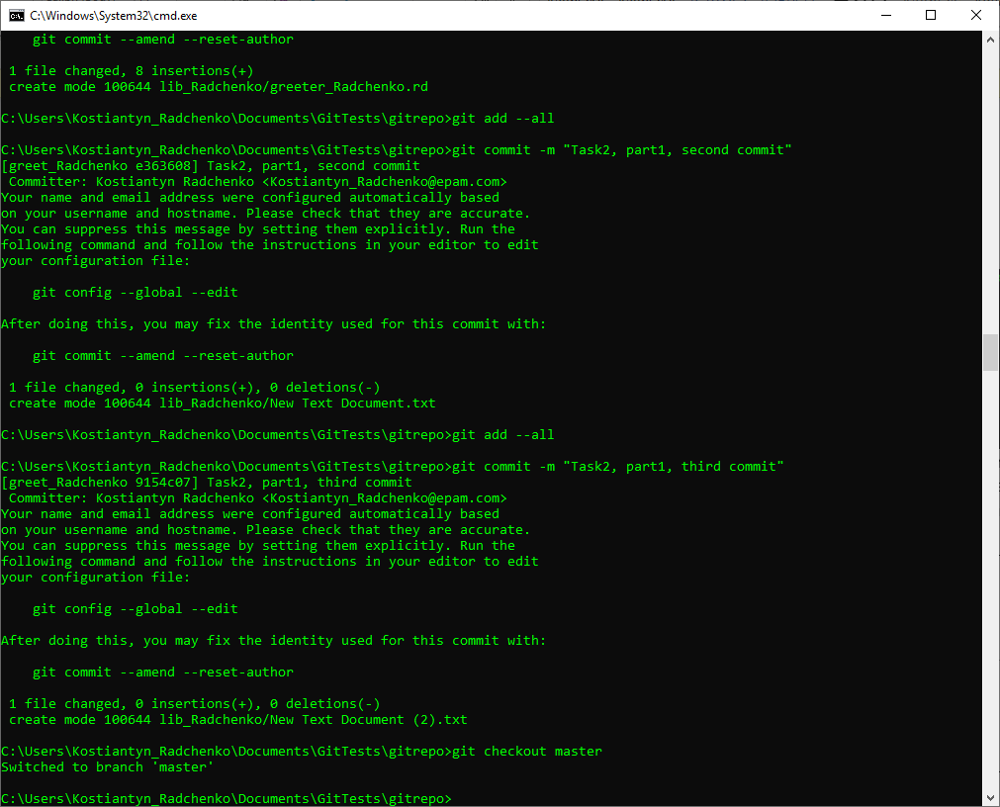 C:\Windows\System32\cmd.exe
git commit --amend --reset-author
1 file changed, 8 insertions(+)
create mode 100644 lib_Radchenko/greeter_Radchenko.rd
C:\Users\Kostiantyn_Radchenko\Documents\GitTests\gitrepo>git add --all
C:\Users\Kostiantyn_Radchenko\Documents\GitTests\gitrepo>git commit -m "Task2, part1, second commit"
[greet_Radchenko e363608] Task2, part1, second commit
Committer: Kostiantyn Radchenko <Kostiantyn_Radchenko@epam.com>
Your name and email address were configured automatically based
on your username and hostname. Please check that they are accurate.
You can suppress this message by setting them explicitly. Run the
following command and follow the instructions in your editor to edit
your configuration file:
git config --global --edit
After doing this, you may fix the identity used for this commit with:
git commit --amend --reset-author
1 file changed, 0 insertions(+), 0 deletions(-)
create mode 100644 lib_Radchenko/New Text Document.txt
C:\Users\Kostiantyn_Radchenko\Documents\GitTests\gitrepo>git add --all
C:\Users\Kostiantyn_Radchenko\Documents\GitTests\gitrepo>git commit -m "Task2, part1, third commit"
[greet_Radchenko 9154c07] Task2, part1, third commit
Committer: Kostiantyn Radchenko <Kostiantyn_Radchenko@epam.com>
Your name and email address were configured automatically based
on your username and hostname. Please check that they are accurate.
You can suppress this message by setting them explicitly. Run the
following command and follow the instructions in your editor to edit
your configuration file:
git config --global --edit
After doing this, you may fix the identity used for this commit with:
git commit --amend --reset-author
1 file changed, 0 insertions(+), 0 deletions(-)
create mode 100644 lib_Radchenko/New Text Document (2).txt
C:\Users\Kostiantyn_Radchenko\Documents\GitTests\gitrepo>git checkout master
Switched to branch 'master'
C:\Users\Kostiantyn_Radchenko\Documents\GitTests\gitrepo>